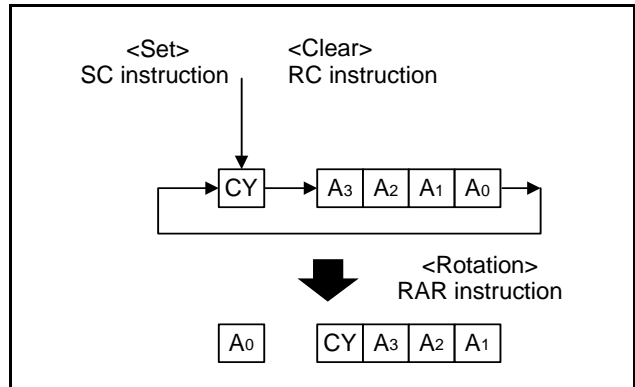 <Set> <Clear>
SC instruction RC instruction
CY A3 A2 A1 A0
<Rotation>
RAR instruction
A0 CY A3 A2 A1